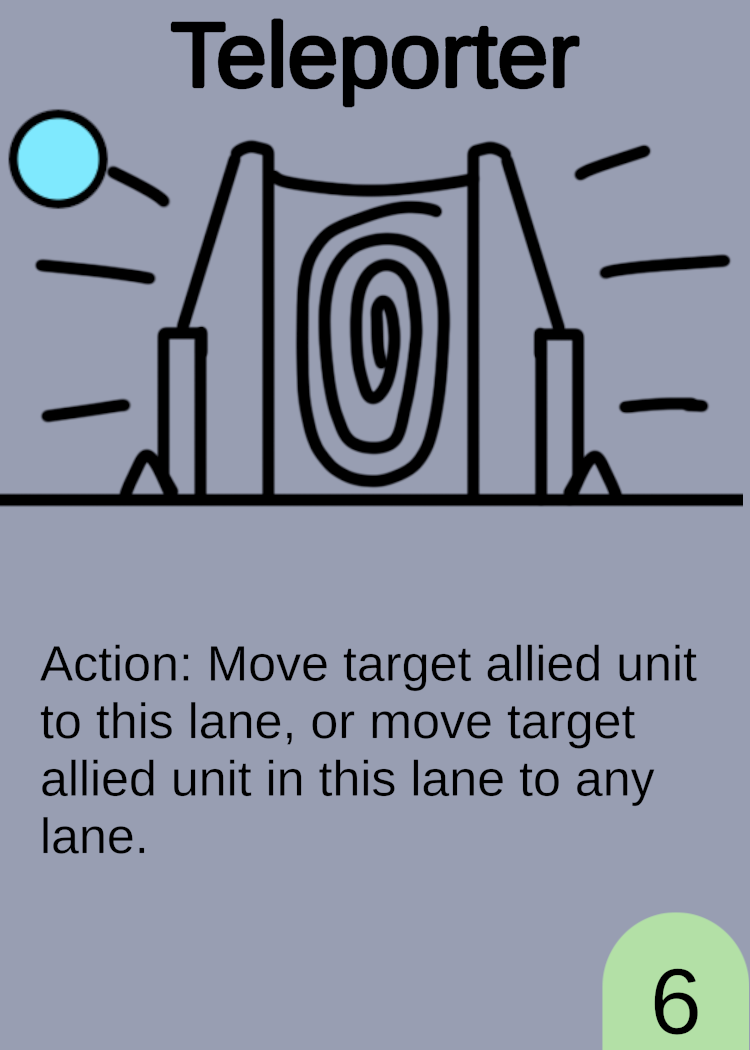 Teleporter
Action: Move target allied unit
to this lane, or move target
allied unit in this lane to any
lane.
6